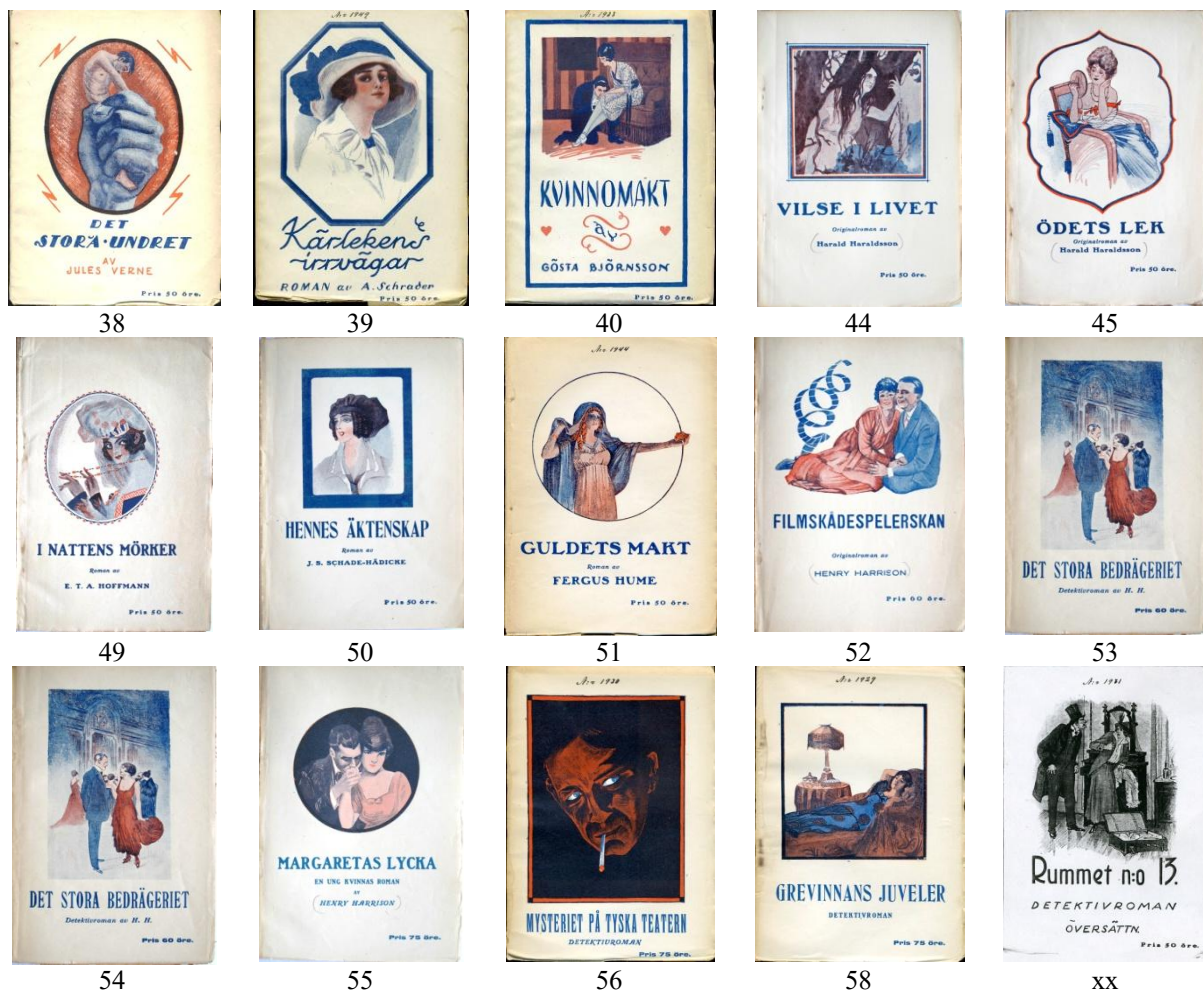 DET
STORA·UNDRET
AV
JULES VERNE
Pris 50 öre.
38
Nr 1949
Kärlekens
irrvägar
ROMAN av A. Schrader
Pris 50 öre.
39
KVINNOMAKT
av
GÖSTA BJÖRNSSON
Pris 50 öre.
40
VILSE I LIVET
Originalroman av
(Harald Haraldsson)
Pris 50 öre.
44
ÖDETS LEK
Originalroman av
(Harald Haraldsson)
Pris 50 öre.
45
I NATTENS MÖRKER
Roman av
E. T. A. HOFFMANN
Pris 50 öre.
49
HENNES ÄKTENSKAP
Roman av
J. S. SCHADE-HÄDICKE
Pris 50 öre.
50
GULDETS MAKT
Roman av
FERGUS HUME
Pris 50 öre.
51
FILMSKÅDESPELERSKAN
Originalroman av
(HENRY HARRISON)
Pris 60 öre.
52
DET STORA BEDRÄGERIET
Detektivroman av H. H.
Pris 60 öre.
53
DET STORA BEDRÄGERIET
Detektivroman av H. H.
Pris 60 öre.
54
MARGARETAS LYCKA
EN UNG KVINNAS ROMAN
AV
(HENRY HARRISON)
Pris 75 öre.
55
MYSTERIET PÅ TYSKA TEATERN
DETEKTIVROMAN
Pris 75 öre.
56
GREVINNANS JUVELER
DETEKTIVROMAN
Pris 75 öre.
58
Rummet n:o 13.
DETEKTIVROMAN
ÖVERSÄTTN.
Pris 50 öre.
xx